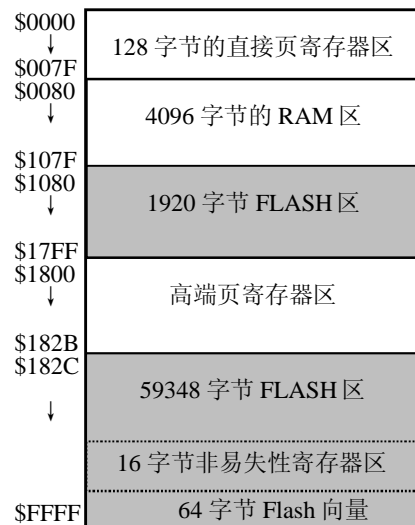 $0000
↓
128 字节的直接页寄存器区
$007F
$0080
↓
4096 字节的 RAM 区
$107F
$1080
↓
1920 字节 FLASH 区
$17FF
$1800
↓
高端页寄存器区
$182B
$182C
↓
59348 字节 FLASH 区
16 字节非易失性寄存器区
$FFFF
64 字节 Flash 向量